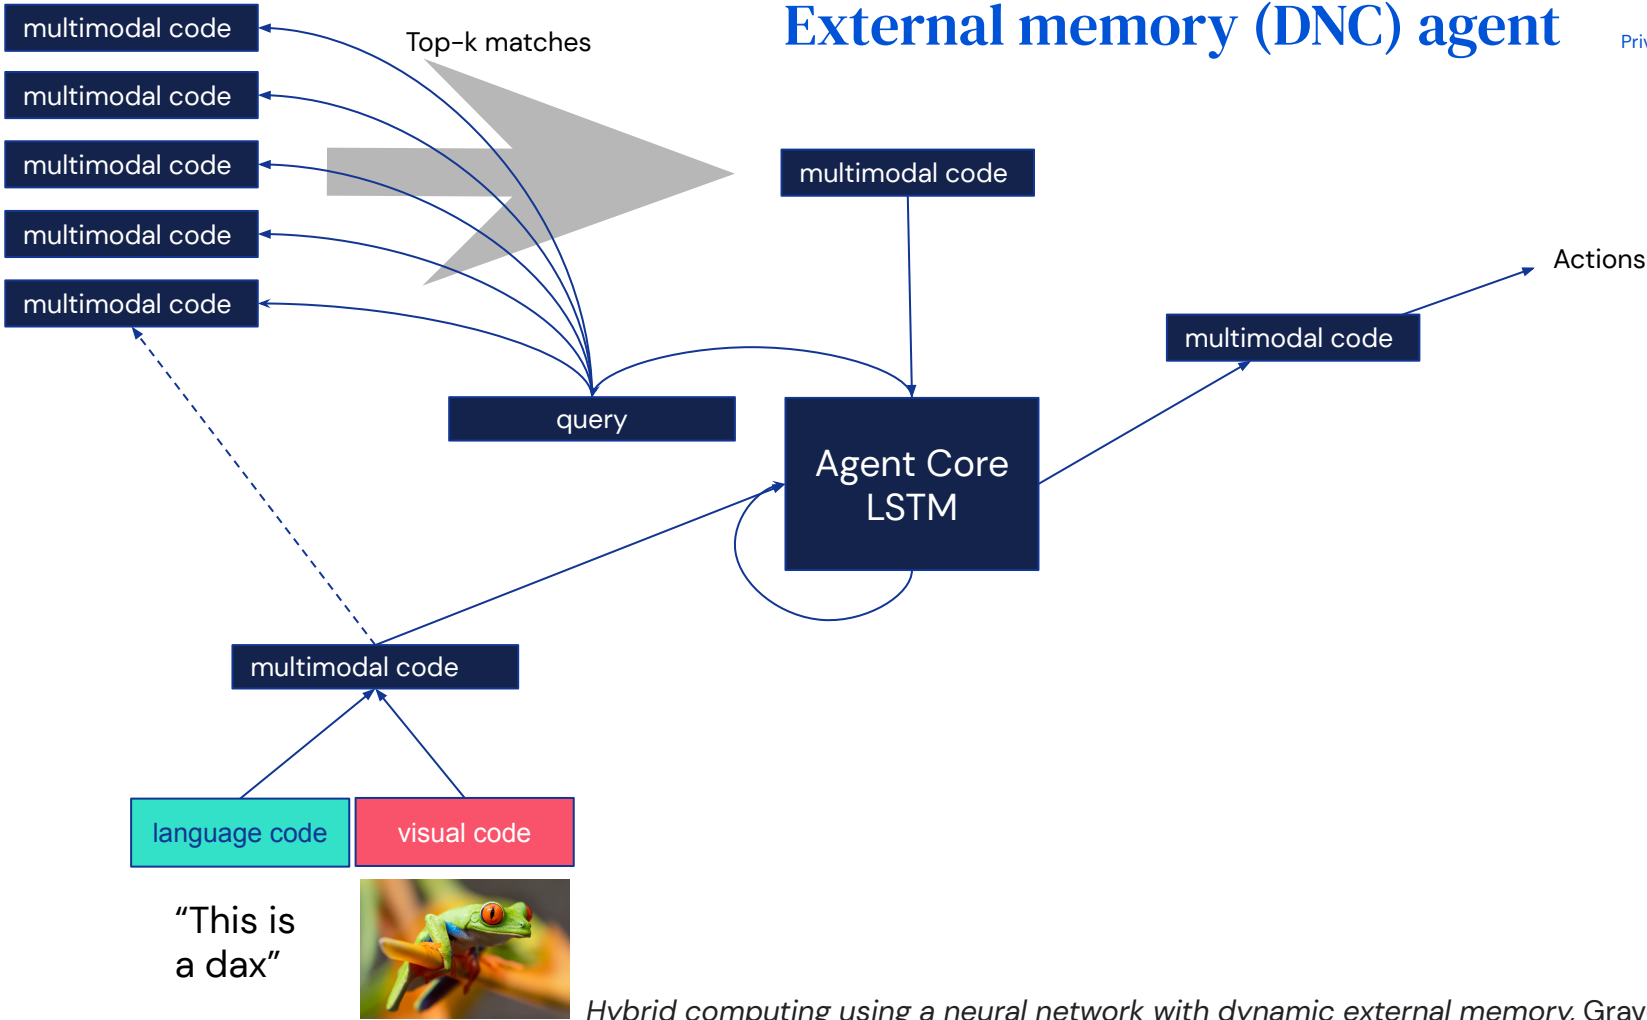 External memory (DNC) agent
multimodal code
Top-k matches
multimodal code
multimodal code
multimodal code
multimodal code
multimodal code
Actions
multimodal code
query
Agent Core
LSTM
multimodal code
language code
visual code
“This is
a dax”
Hybrid computing using a neural network with dynamic external memory,